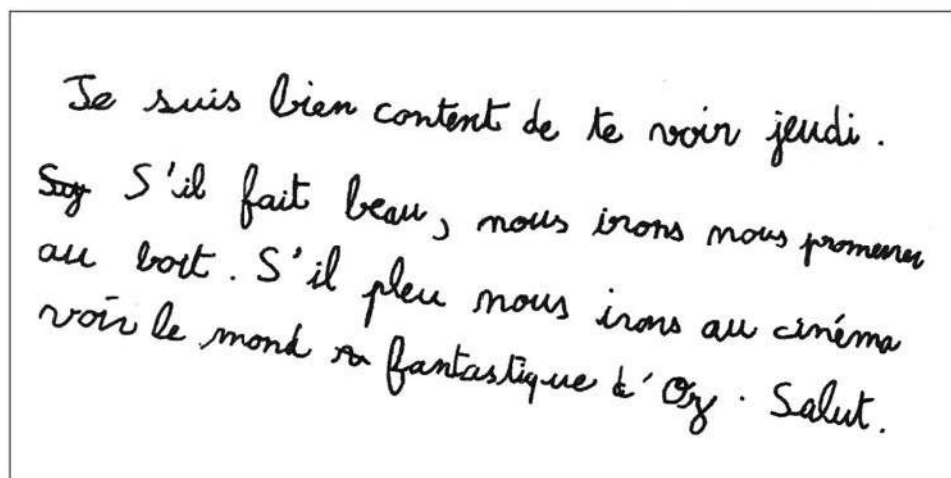 Je suis bien content de te voir jeudi.
S'il fait beau, nous irons nous promener
au bort. S'il pleu nous irons au cinéma
voir le mond fantastique d'Oz. Salut.